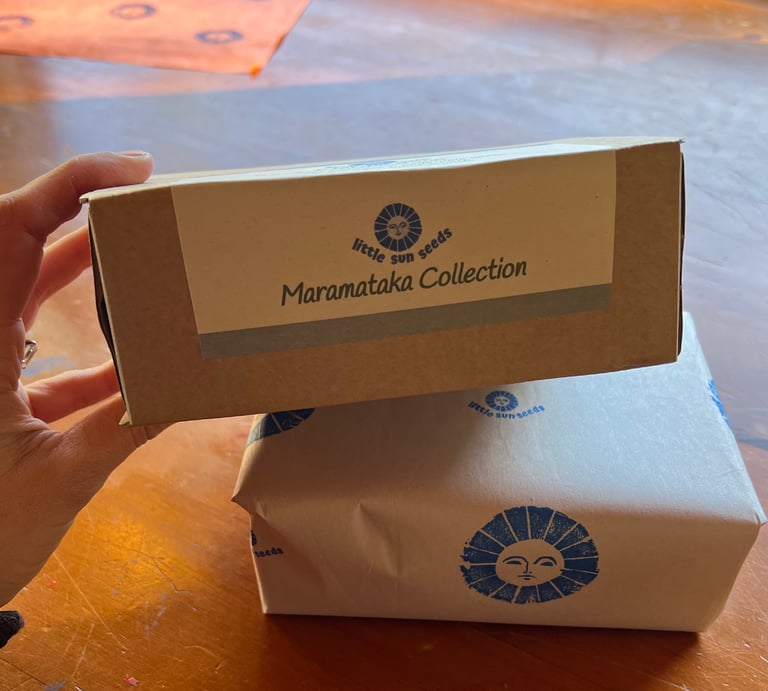 little sun seeds
Maramataka Collection
little sun seeds
seeds